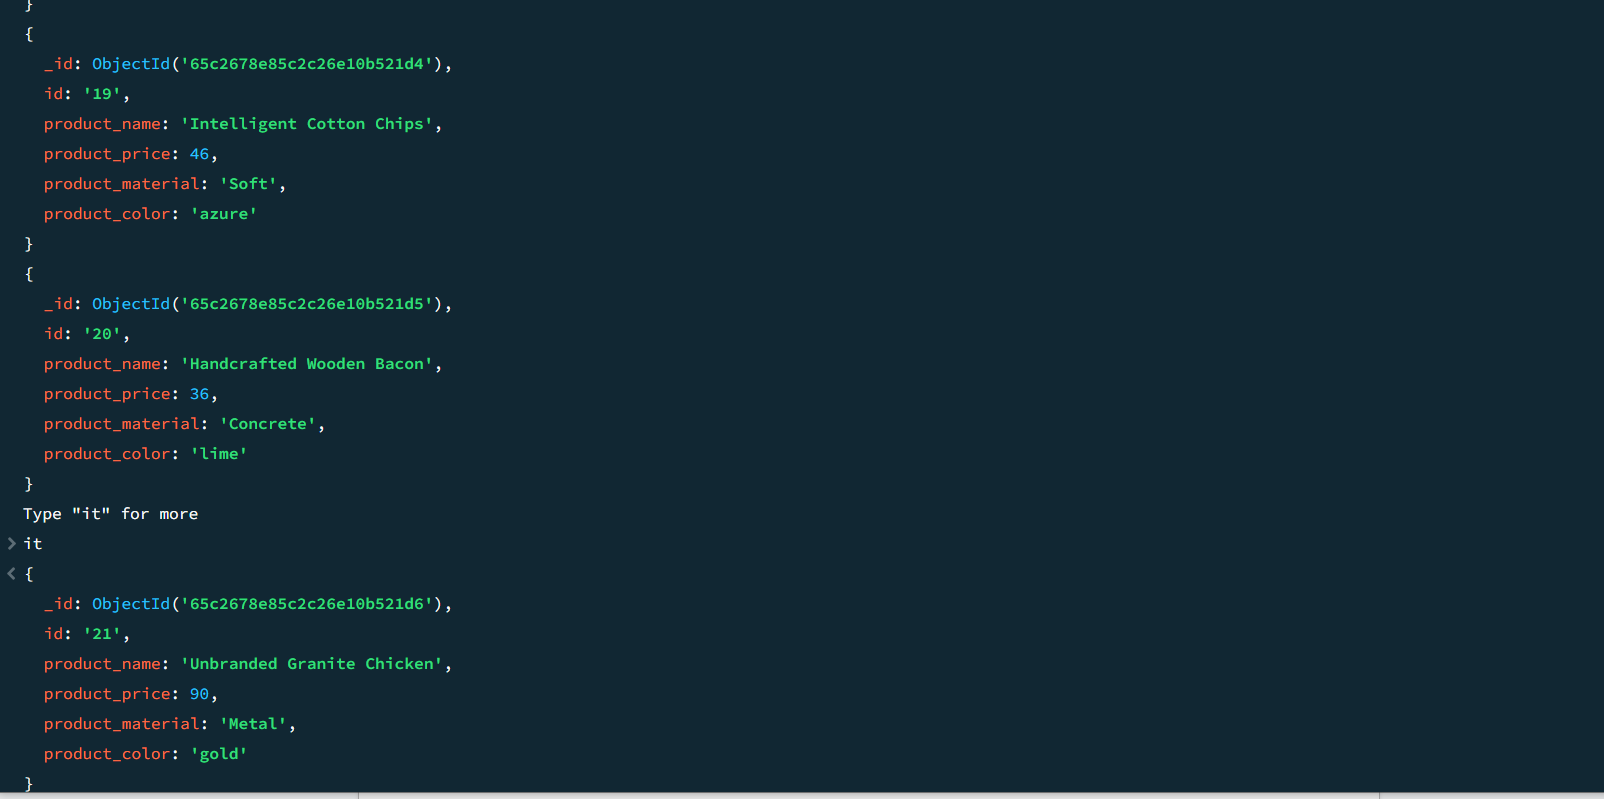 }
{
_id: ObjectId('65c2678e85c2c26e10b521d4'),
id: '19',
product_name: 'Intelligent Cotton Chips',
product_price: 46,
product_material: 'Soft',
product_color: 'azure'
}
{
_id: ObjectId('65c2678e85c2c26e10b521d5'),
id: '20',
product_name: 'Handcrafted Wooden Bacon',
product_price: 36,
product_material: 'Concrete',
product_color: 'lime'
}
Type "it" for more
> it
< {
_id: ObjectId('65c2678e85c2c26e10b521d6'),
id: '21',
product_name: 'Unbranded Granite Chicken',
product_price: 90,
product_material: 'Metal',
product_color: 'gold'
}